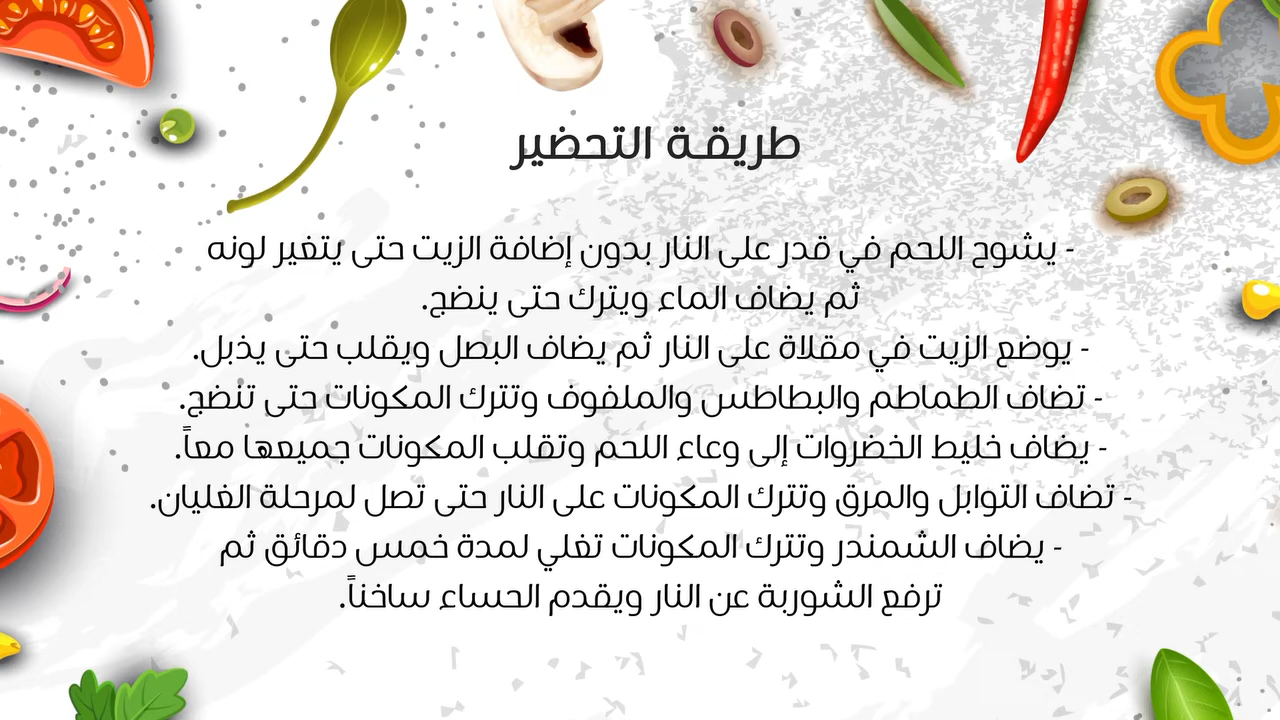 طريقة التحضير
- يشوح اللحم في قدر على النار بدون إضافة الزيت حتى يتغير لونه
ثم يضاف الماء ويترك حتى ينضج.
- يوضع الزيت في مقلاة على النار ثم يضاف البصل ويقلب حتى يذبل.
- تضاف الطماطم والبطاطس والملفوف وتترك المكونات حتى تنضج.
- يضاف خليط الخضروات إلى وعاء اللحم وتقلب المكونات جميعها معاً.
- تضاف التوابل والمرق وتترك المكونات على النار حتى تصل لمرحلة الغليان.
- يضاف الشمندر وتترك المكونات تغلي لمدة خمس دقائق ثم
ترفع الشوربة عن النار ويقدم الحساء ساخناً.